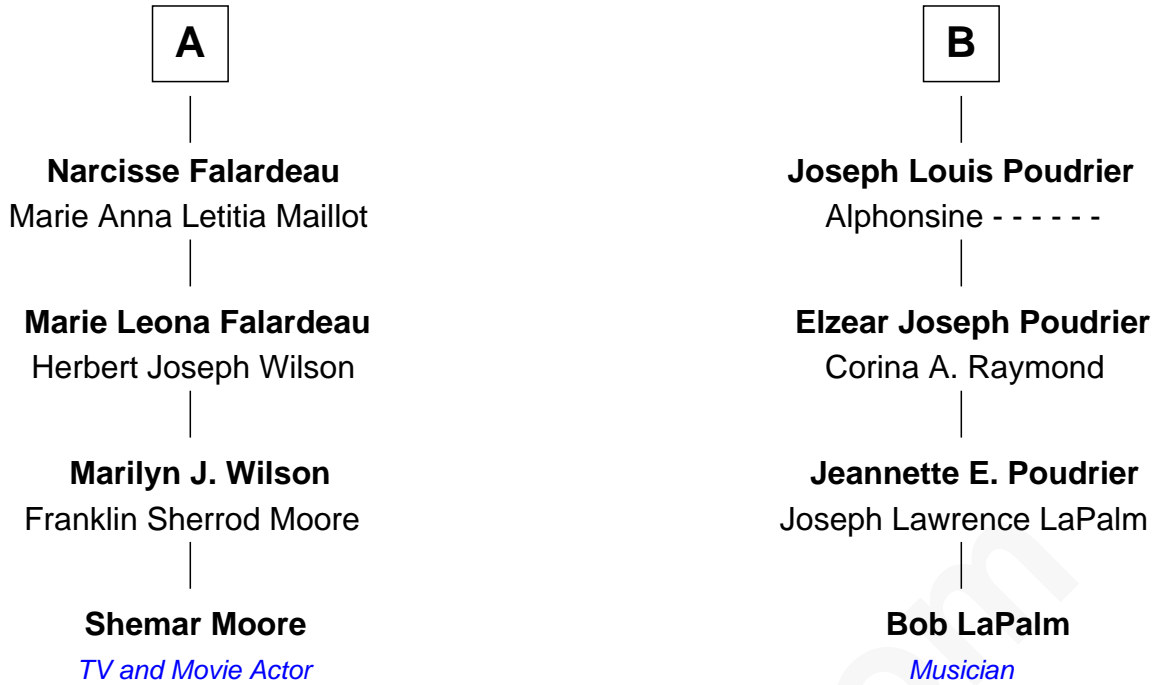 A
Narcisse Falardeau
Marie Anna Letitia Maillot
Marie Leona Falardeau
Herbert Joseph Wilson
Marilyn J. Wilson
Franklin Sherrod Moore
Shemar Moore
TV and Movie Actor
B
Joseph Louis Poudrier
Alphonsine - - - - - -
Elzear Joseph Poudrier
Corina A. Raymond
Jeannette E. Poudrier
Joseph Lawrence LaPalm
Bob LaPalm
Musician